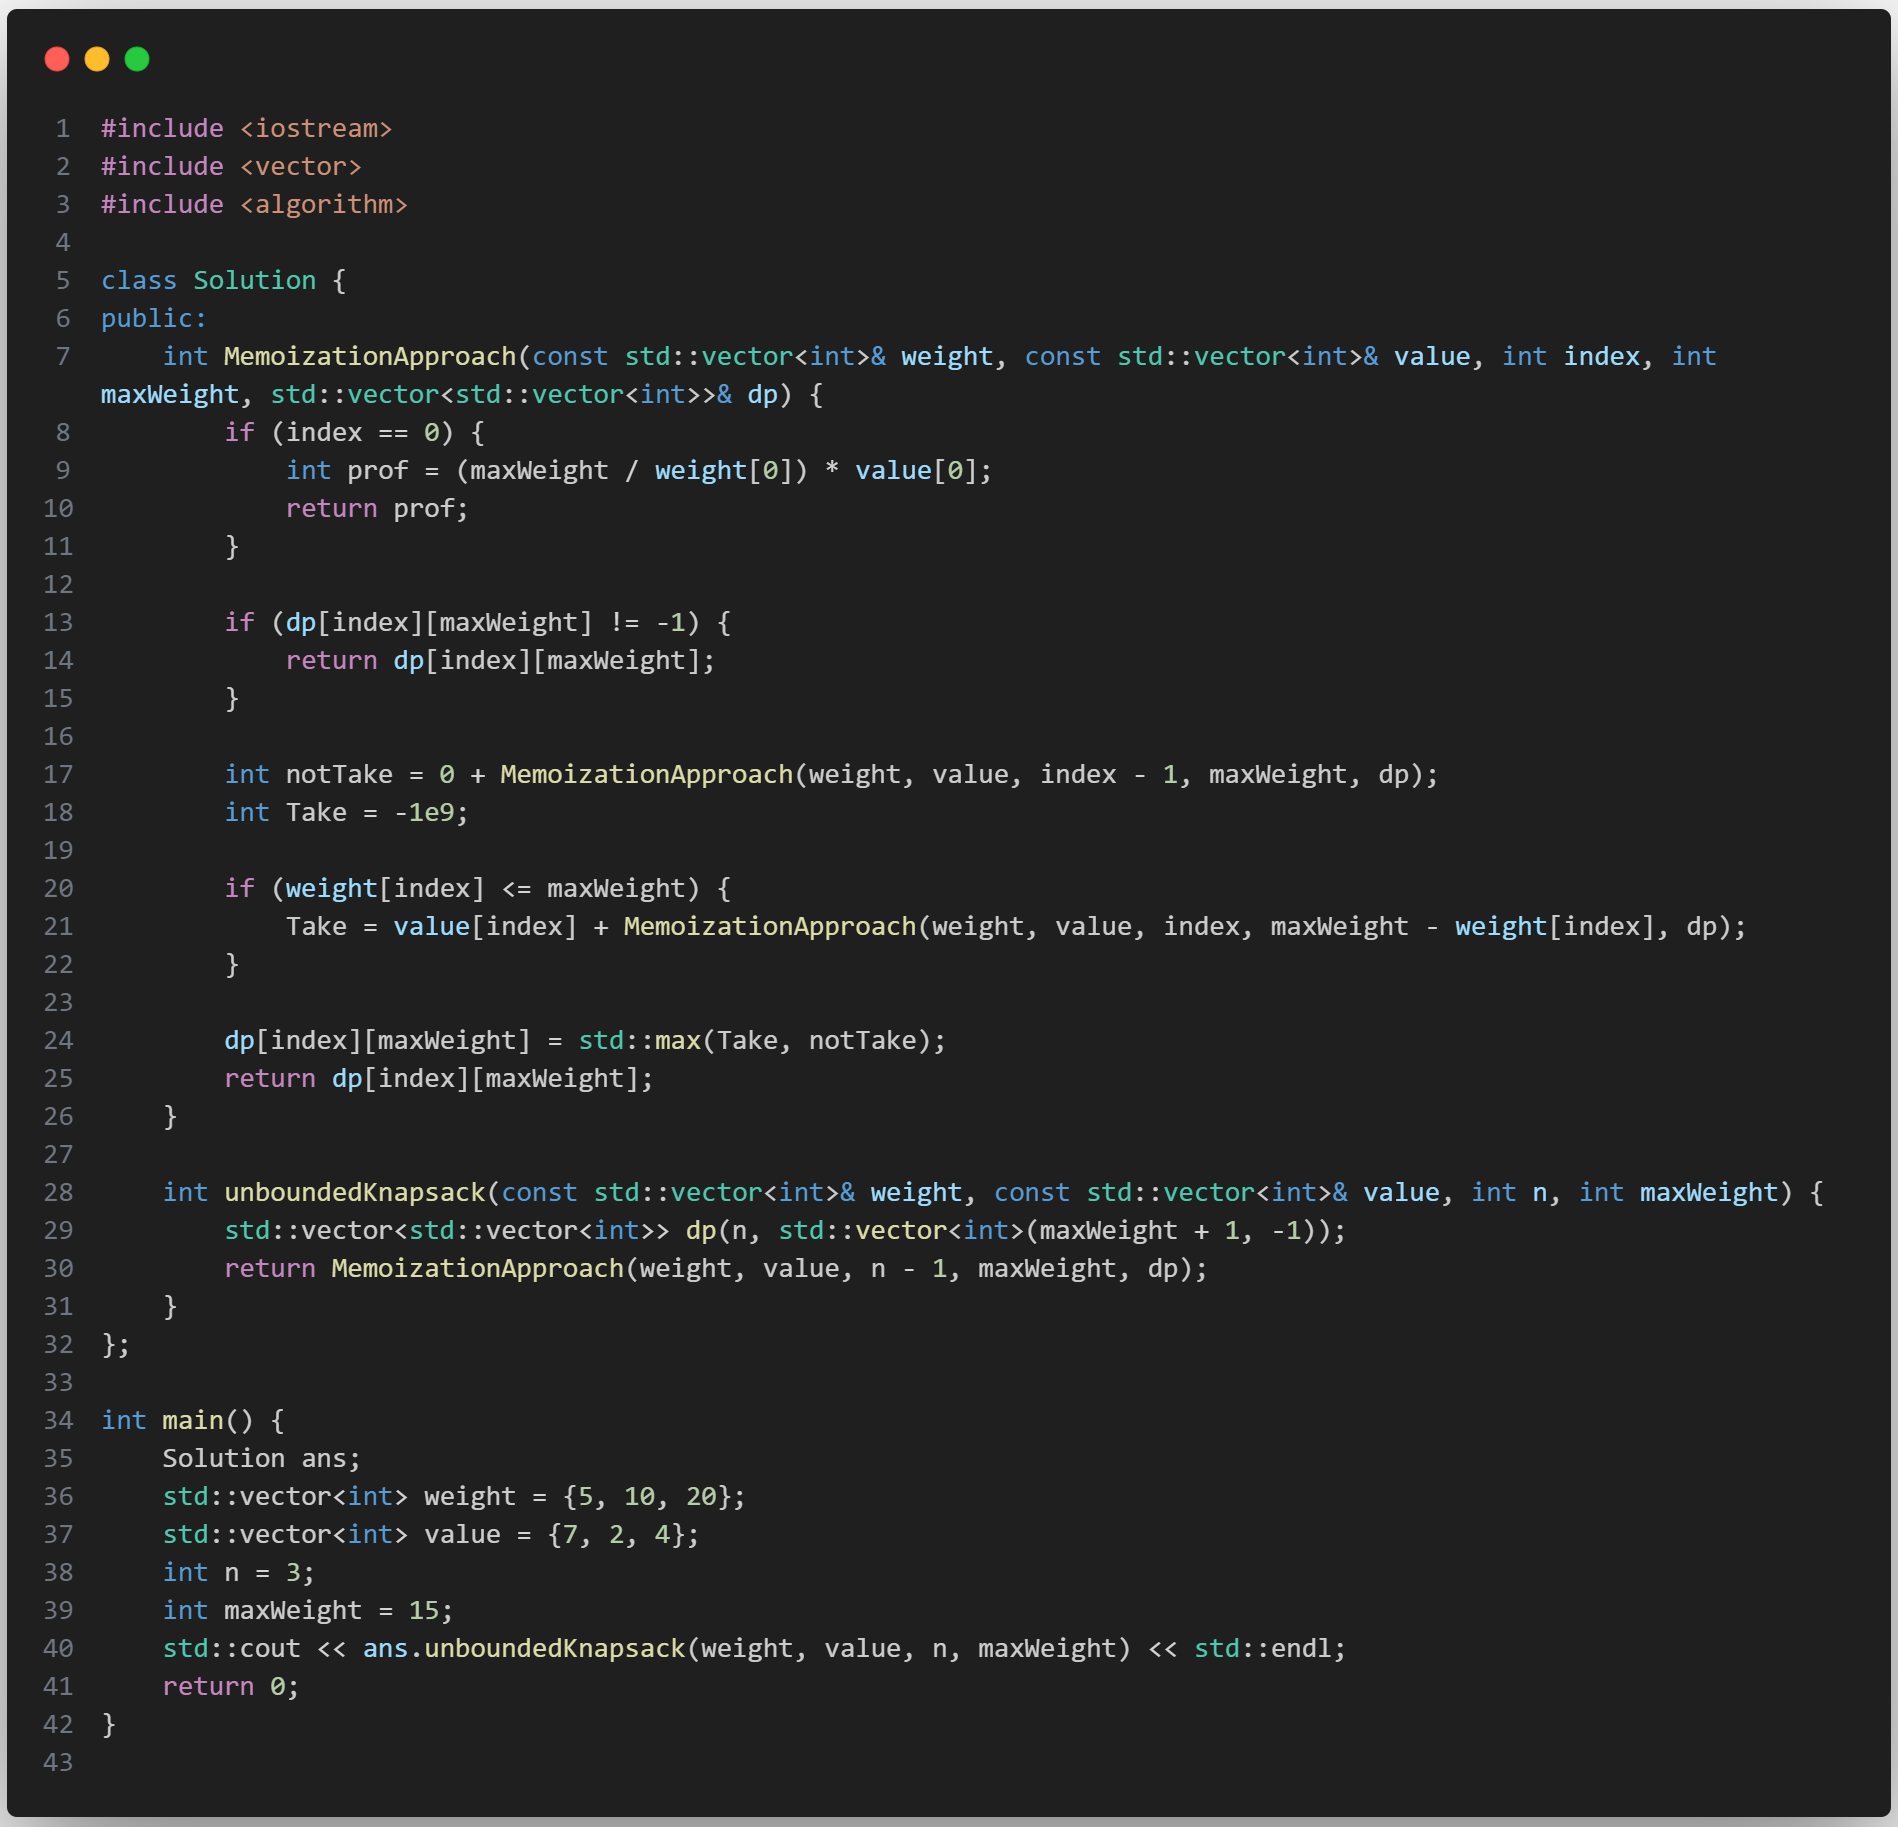 1 #include <iostream>
2 #include <vector>
3 #include <algorithm>
4
5 class Solution {
6 public:
7     int MemoizationApproach(const std::vector<int>& weight, const std::vector<int>& value, int index, int
maxWeight, std::vector<std::vector<int>>& dp) {
8         if (index == 0) {
9             int prof = (maxWeight / weight[0]) * value[0];
10             return prof;
11         }
12
13         if (dp[index][maxWeight] != -1) {
14             return dp[index][maxWeight];
15         }
16
17         int notTake = 0 + MemoizationApproach(weight, value, index - 1, maxWeight, dp);
18         int Take = -1e9;
19
20         if (weight[index] <= maxWeight) {
21             Take = value[index] + MemoizationApproach(weight, value, index, maxWeight - weight[index], dp);
22         }
23
24         dp[index][maxWeight] = std::max(Take, notTake);
25         return dp[index][maxWeight];
26     }
27
28     int unboundedKnapsack(const std::vector<int>& weight, const std::vector<int>& value, int n, int maxWeight) {
29         std::vector<std::vector<int>> dp(n, std::vector<int>(maxWeight + 1, -1));
30         return MemoizationApproach(weight, value, n - 1, maxWeight, dp);
31     }
32 };
33
34 int main() {
35     Solution ans;
36     std::vector<int> weight = {5, 10, 20};
37     std::vector<int> value = {7, 2, 4};
38     int n = 3;
39     int maxWeight = 15;
40     std::cout << ans.unboundedKnapsack(weight, value, n, maxWeight) << std::endl;
41     return 0;
42 }
43